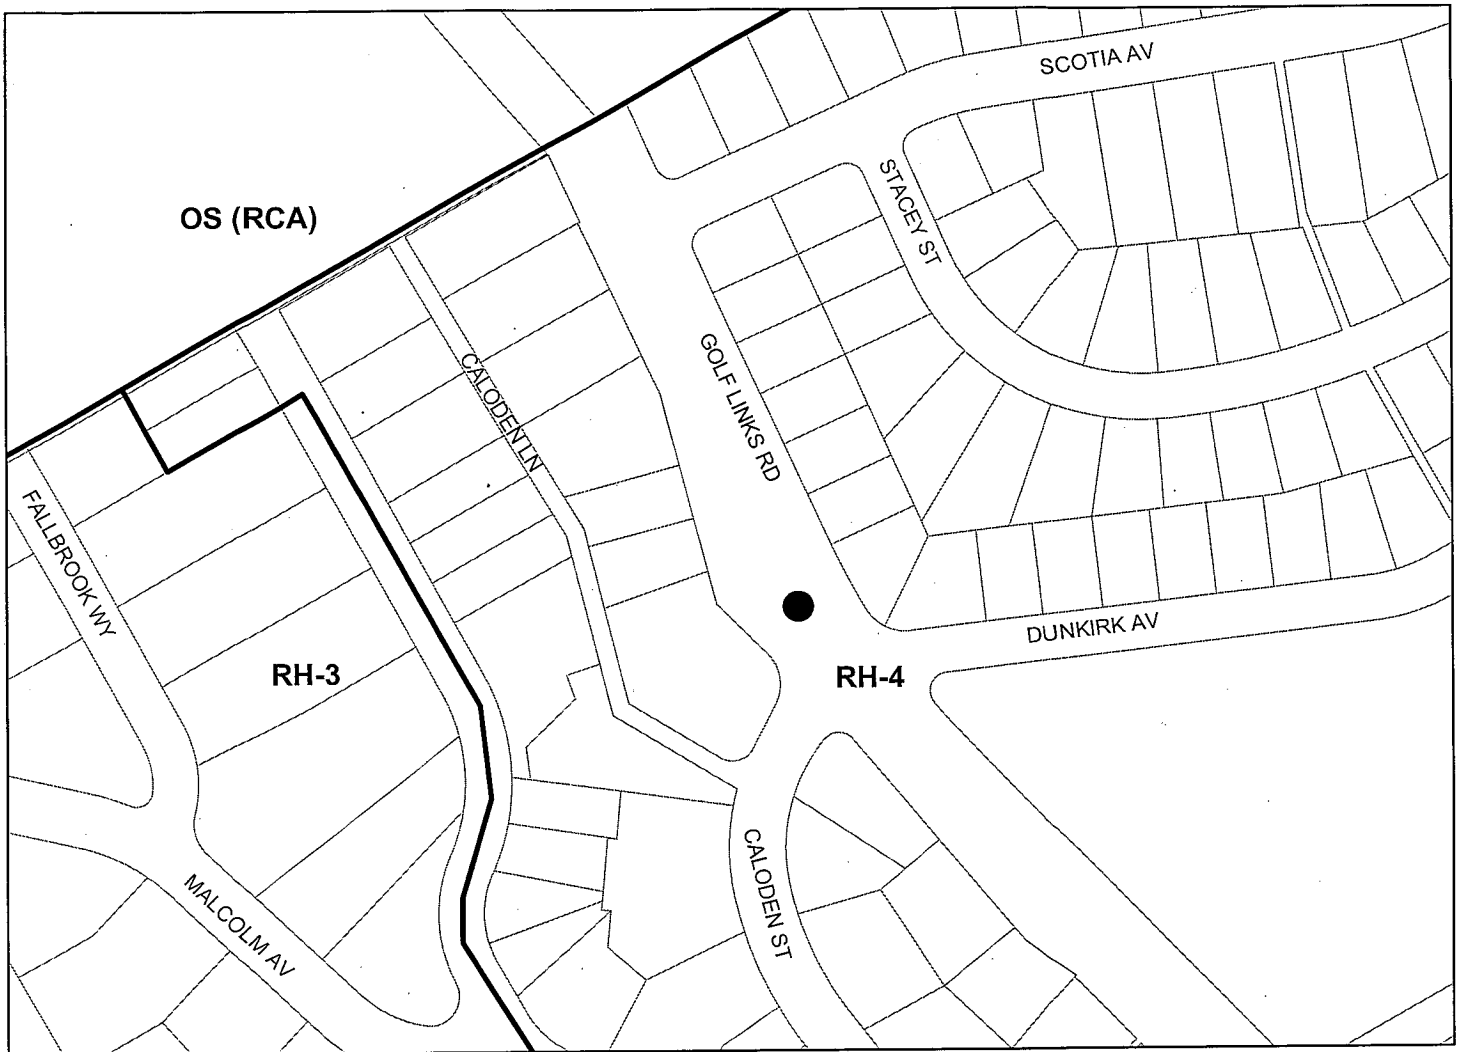 SCOTIA AV
STACEY ST
OS (RCA)
CALODEN LN
GOLF LINKS RD
FALLBROOK WY
DUNKIRK AV
RH-3
RH-4
CALODEN ST
MALCOLM AV